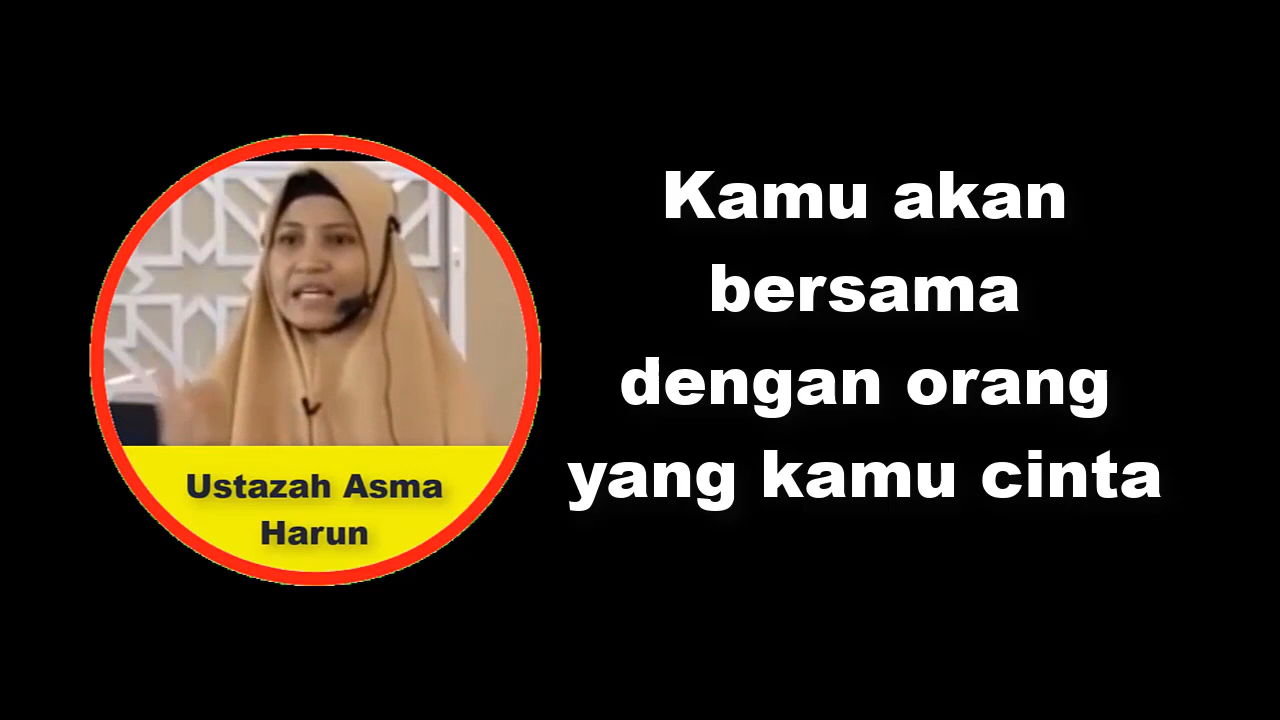 Kamu akan
bersama
dengan orang
yang kamu cinta
Ustazah Asma
Harun